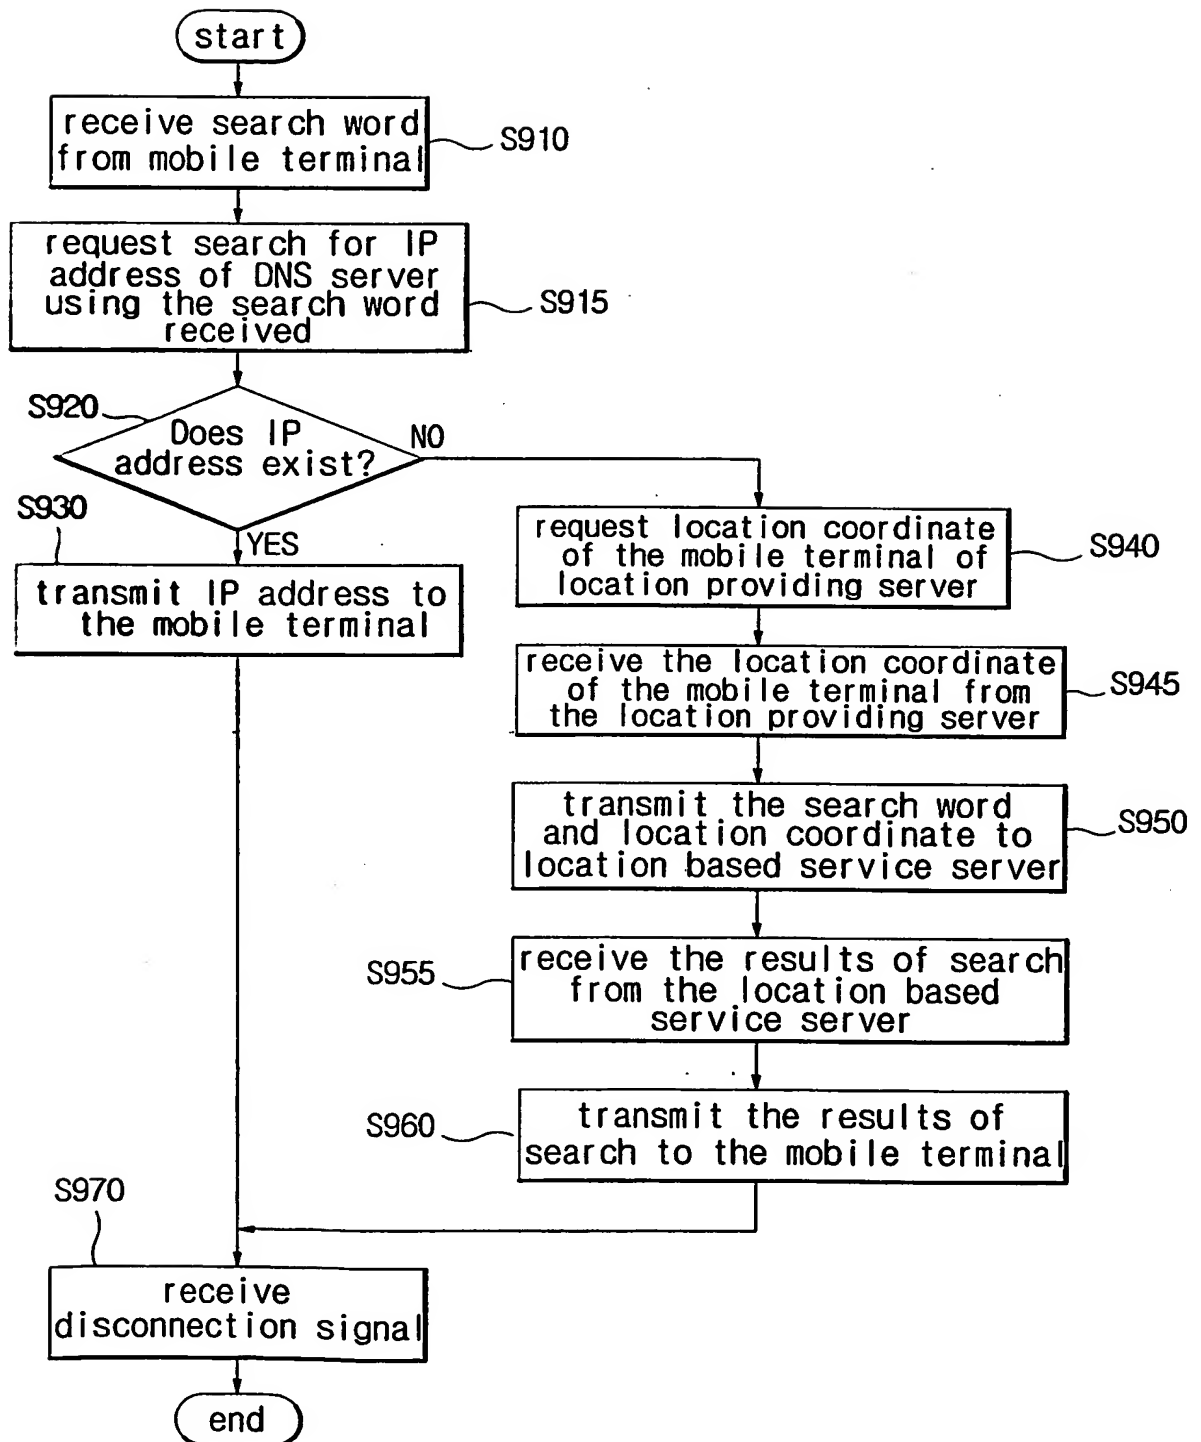 start
receive search word
from mobile terminal
S910
request search for IP
address of DNS server
using the search word
received
S915
S920
Does IP
address exist?
NO
YES
S930
transmit IP address to
the mobile terminal
request location coordinate
of the mobile terminal of
location providing server
S940
receive the location coordinate
of the mobile terminal from
the location providing server
S945
transmit the search word
and location coordinate to
location based service server
S950
S955
receive the results of search
from the location based
service server
S960
transmit the results of
search to the mobile terminal
S970
receive
disconnection signal
end